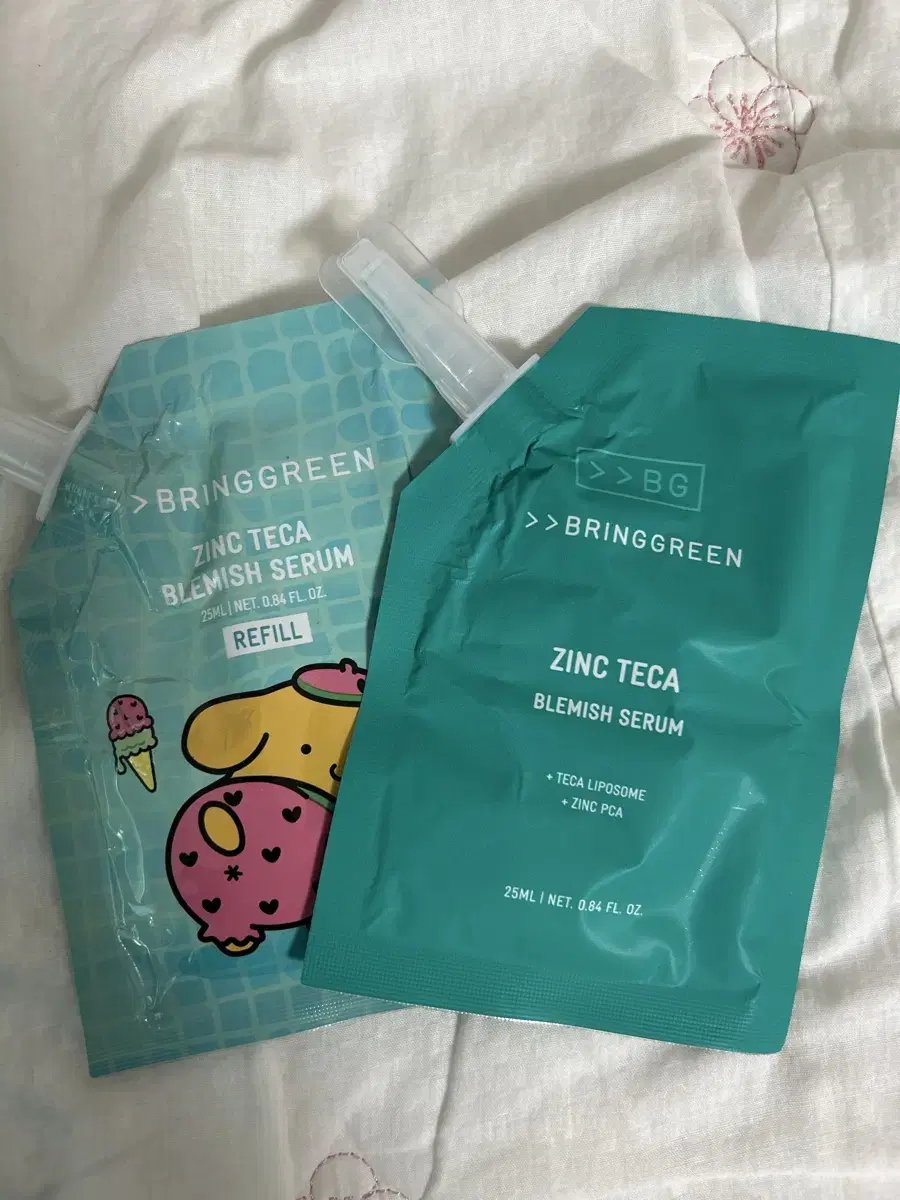 >BRINGGREEN
ZINC TECA
BLEMISH SERUM
25ML | NET. 0.84 FL. OZ.
REFILL
>>BG
>>BRINGGREEN
ZINC TECA
BLEMISH SERUM
+ TECA LIPOSOME
+ ZINC PCA
25ML | NET. 0.84 FL. OZ.